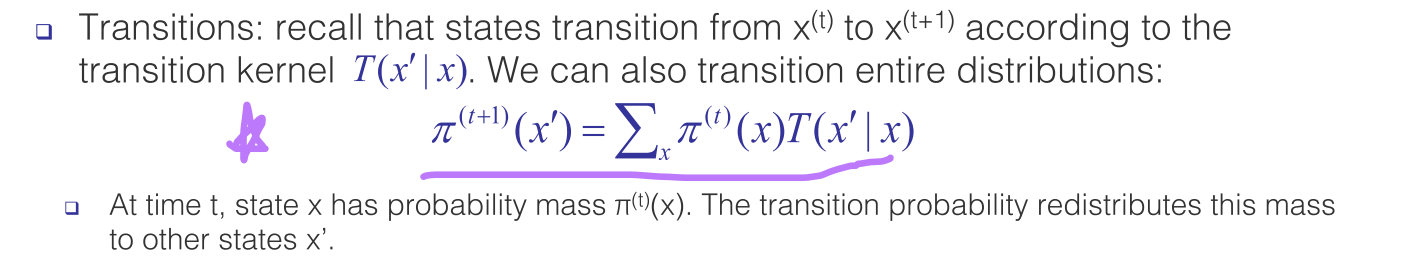 Transitions: recall that states transition from x⁽ᵗ⁾ to x⁽ᵗ⁺¹⁾ according to the
transition kernel T(x′ | x). We can also transition entire distributions:
π⁽ᵗ⁺¹⁾(x′) = ∑ₓ π⁽ᵗ⁾(x)T(x′ | x)
At time t, state x has probability mass π⁽ᵗ⁾(x). The transition probability redistributes this mass
to other states x’.